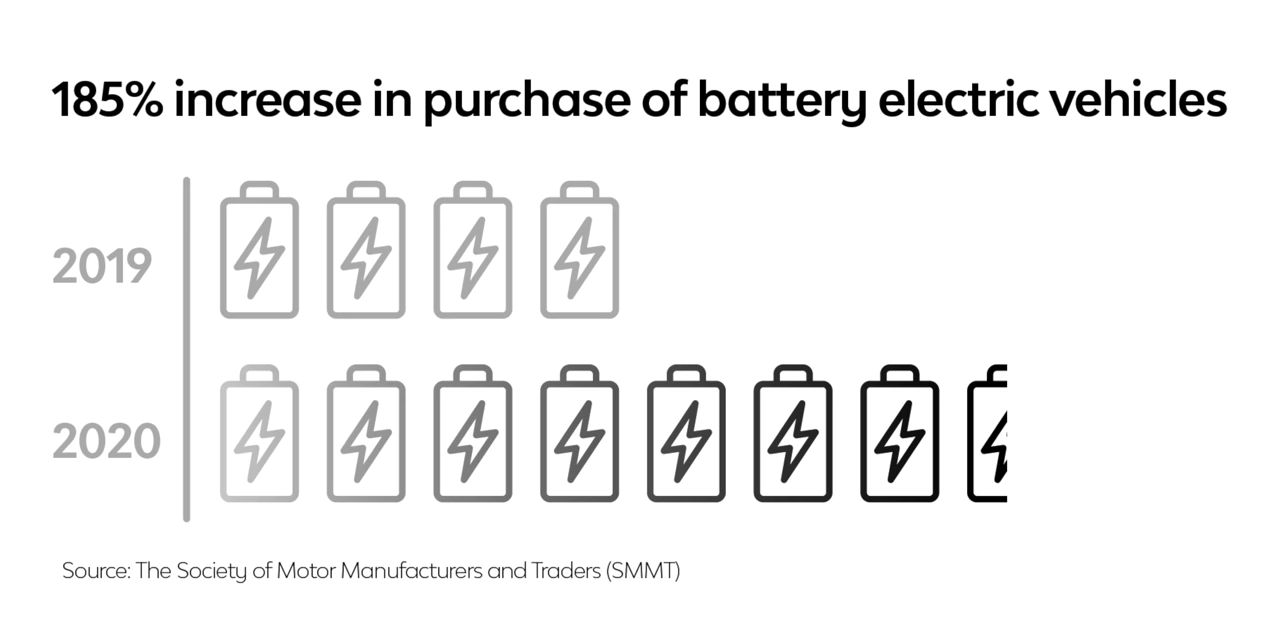 185% increase in purchase of battery electric vehicles
2019
2020
Source: The Society of Motor Manufacturers and Traders (SMMT)